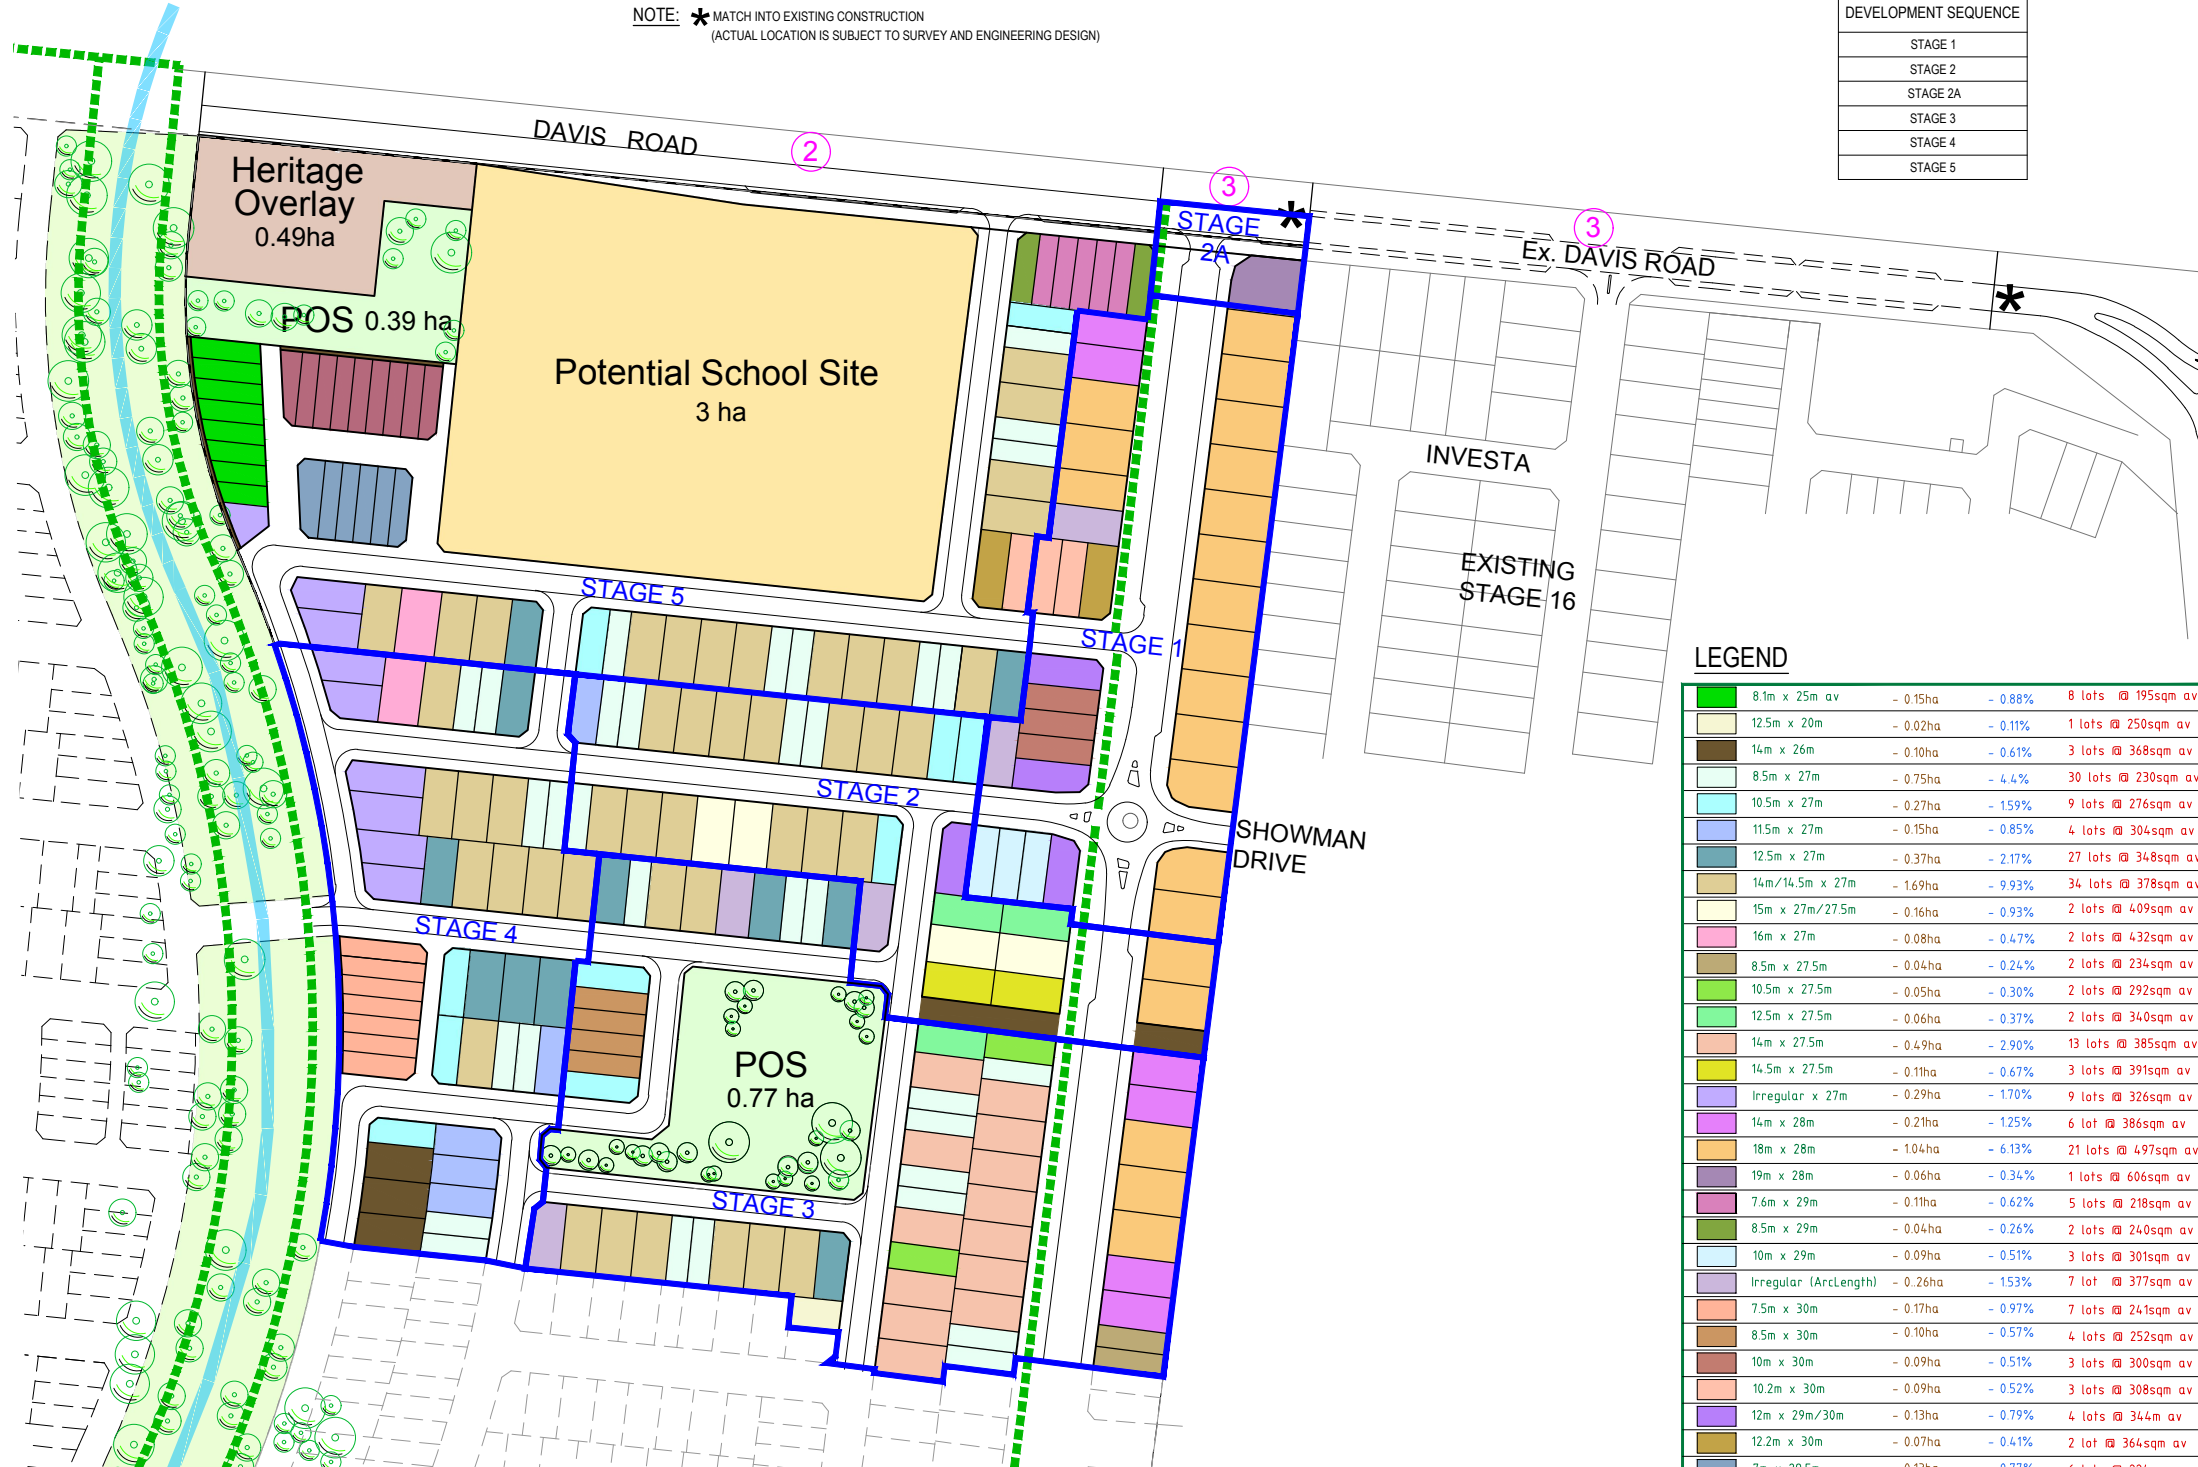 NOTE: * MATCH INTO EXISTING CONSTRUCTION
(ACTUAL LOCATION IS SUBJECT TO SURVEY AND ENGINEERING DESIGN)
DEVELOPMENT SEQUENCE
STAGE 1
STAGE 2
STAGE 2A
STAGE 3
STAGE 4
STAGE 5
DAVIS ROAD
2
3
*
3
Ex. DAVIS ROAD
*
Heritage
Overlay
0.49ha
STAGE
2A
POS 0.39 ha
Potential School Site
3 ha
INVESTA
EXISTING
STAGE 16
STAGE 5
STAGE 1
STAGE 2
SHOWMAN
DRIVE
STAGE 4
POS
0.77 ha
STAGE 3
LEGEND
8.1m x 25m av - 0.15ha - 0.88% 8 lots @ 195sqm av
12.5m x 20m - 0.02ha - 0.11% 1 lots @ 250sqm av
14m x 26m - 0.10ha - 0.61% 3 lots @ 368sqm av
8.5m x 27m - 0.75ha - 4.4% 30 lots @ 230sqm av
10.5m x 27m - 0.27ha - 1.59% 9 lots @ 276sqm av
11.5m x 27m - 0.15ha - 0.85% 4 lots @ 304sqm av
12.5m x 27m - 0.37ha - 2.17% 27 lots @ 348sqm av
14m/14.5m x 27m - 1.69ha - 9.93% 34 lots @ 378sqm av
15m x 27m/27.5m - 0.16ha - 0.93% 2 lots @ 409sqm av
16m x 27m - 0.08ha - 0.47% 2 lots @ 432sqm av
8.5m x 27.5m - 0.04ha - 0.24% 2 lots @ 234sqm av
10.5m x 27.5m - 0.05ha - 0.30% 2 lots @ 292sqm av
12.5m x 27.5m - 0.06ha - 0.37% 2 lots @ 340sqm av
14m x 27.5m - 0.49ha - 2.90% 13 lots @ 385sqm av
14.5m x 27.5m - 0.11ha - 0.67% 3 lots @ 391sqm av
Irregular x 27m - 0.29ha - 1.70% 9 lots @ 326sqm av
14m x 28m - 0.21ha - 1.25% 6 lot @ 386sqm av
18m x 28m - 1.04ha - 6.13% 21 lots @ 497sqm av
19m x 28m - 0.06ha - 0.34% 1 lots @ 606sqm av
7.6m x 29m - 0.11ha - 0.62% 5 lots @ 218sqm av
8.5m x 29m - 0.04ha - 0.26% 2 lots @ 240sqm av
10m x 29m - 0.09ha - 0.51% 3 lots @ 301sqm av
Irregular (ArcLength) - 0.26ha - 1.53% 7 lot @ 377sqm av
7.5m x 30m - 0.17ha - 0.97% 7 lots @ 241sqm av
8.5m x 30m - 0.10ha - 0.57% 4 lots @ 252sqm av
10m x 30m - 0.09ha - 0.51% 3 lots @ 300sqm av
10.2m x 30m - 0.09ha - 0.52% 3 lots @ 308sqm av
12m x 29m/30m - 0.13ha - 0.79% 4 lots @ 344m av
12.2m x 30m - 0.07ha - 0.41% 2 lot @ 364sqm av